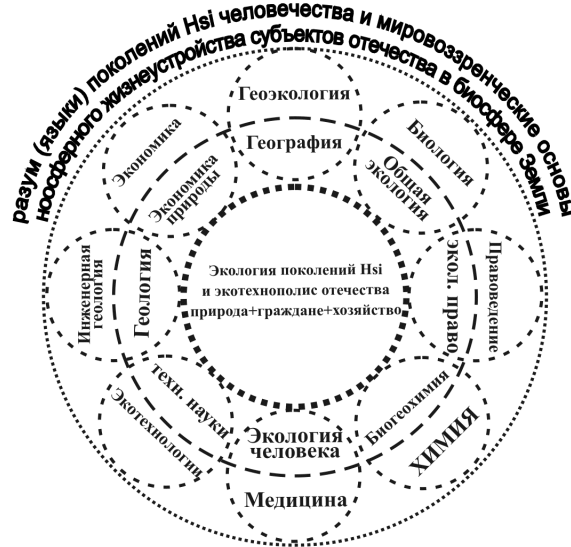 разум (языки) поколений Hsi человечества и мировоззренческие основы
ноосферного жизнеустройства субъектов отечества в биосфере Земли
Геоэкология
География
Биология
Общая
экология
Правоведение
экол. право
ХИМИЯ
Биогеохимия
Экология
человека
Медицина
техн. науки
Экотехнологии
Инженерная
геология
Геология
Экономика
Экономика
природы
Экология поколений Hsi
и экотехнополис отечества
природа+граждане+хозяйство